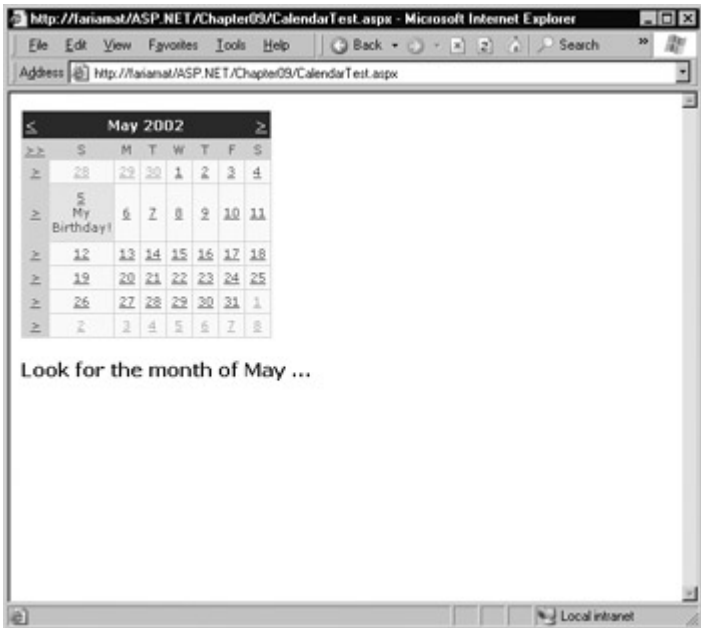 http://fariamat/ASP.NET/Chapter09/CalendarTest.aspx - Microsoft Internet Explorer
File Edit View Favorites Tools Help Back Search »
Address http://fariamat/ASP.NET/Chapter09/CalendarTest.aspx
< May 2002 >
>> S M T W T F S
> 28 29 30 1 2 3 4
> 5 My Birthday! 6 7 8 9 10 11
> 12 13 14 15 16 17 18
> 19 20 21 22 23 24 25
> 26 27 28 29 30 31 1
> 2 3 4 5 6 7 8
Look for the month of May ...
Local intranet